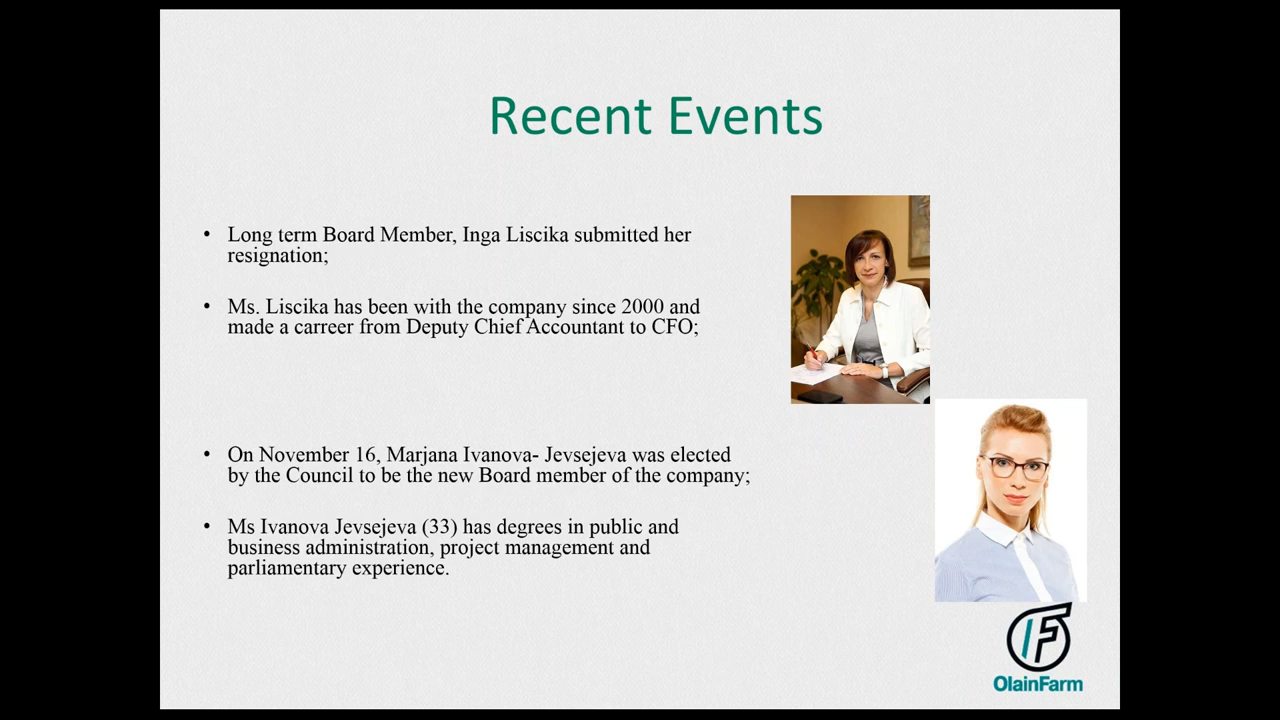 Recent Events
• Long term Board Member, Inga Liscika submitted her
resignation;
• Ms. Liscika has been with the company since 2000 and
made a carreer from Deputy Chief Accountant to CFO;
• On November 16, Marjana Ivanova- Jevsejeva was elected
by the Council to be the new Board member of the company;
• Ms Ivanova Jevsejeva (33) has degrees in public and
business administration, project management and
parliamentary experience.
OlainFarm